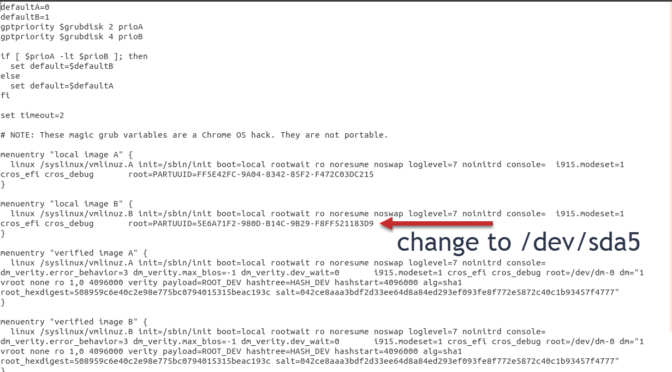 defaultA=0
defaultB=1
gptpriority $grubdisk 2 prioA
gptpriority $grubdisk 4 prioB
if [ $prioA -lt $prioB ]; then
set default=$defaultB
else
set default=$defaultA
fi
set timeout=2
# NOTE: These magic grub variables are a Chrome OS hack. They are not portable.
menuentry "local image A" {
linux /syslinux/vmlinuz.A init=/sbin/init boot=local rootwait ro noresume noswap loglevel=7 noinitrd console= i915.modeset=1
cros_efi cros_debug root=PARTUUID=FF5E42FC-9A04-8342-85F2-F472C03DC215
}
menuentry "local image B" {
linux /syslinux/vmlinuz.B init=/sbin/init boot=local rootwait ro noresume noswap loglevel=7 noinitrd console= i915.modeset=1
cros_efi cros_debug root=PARTUUID=5E6A71F2-980D-B14C-9B29-F8FF521183D9
}
change to /dev/sda5
menuentry "verified image A" {
linux /syslinux/vmlinuz.A init=/sbin/init boot=local rootwait ro noresume noswap loglevel=7 noinitrd console=
dm_verity.error_behavior=3 dm_verity.max_bios=-1 dm_verity.dev_wait=0 i915.modeset=1 cros_efi cros_debug root=/dev/dm-0 dm="1
vroot none ro 1,0 4096000 verity payload=ROOT_DEV hashtree=HASH_DEV hashstart=4096000 alg=sha1
root_hexdigest=508959c6e40c2e98e775bc0794015315beac193c salt=042ce8aaa3bdf2d33ee64d8a84ed293ef093fe8f772e5872c40c1b93457f4777"
}
menuentry "verified image B" {
linux /syslinux/vmlinuz.B init=/sbin/init boot=local rootwait ro noresume noswap loglevel=7 noinitrd console=
dm_verity.error_behavior=3 dm_verity.max_bios=-1 dm_verity.dev_wait=0 i915.modeset=1 cros_efi cros_debug root=/dev/dm-0 dm="1
vroot none ro 1,0 4096000 verity payload=ROOT_DEV hashtree=HASH_DEV hashstart=4096000 alg=sha1
root_hexdigest=508959c6e40c2e98e775bc0794015315beac193c salt=042ce8aaa3bdf2d33ee64d8a84ed293ef093fe8f772e5872c40c1b93457f4777"
}